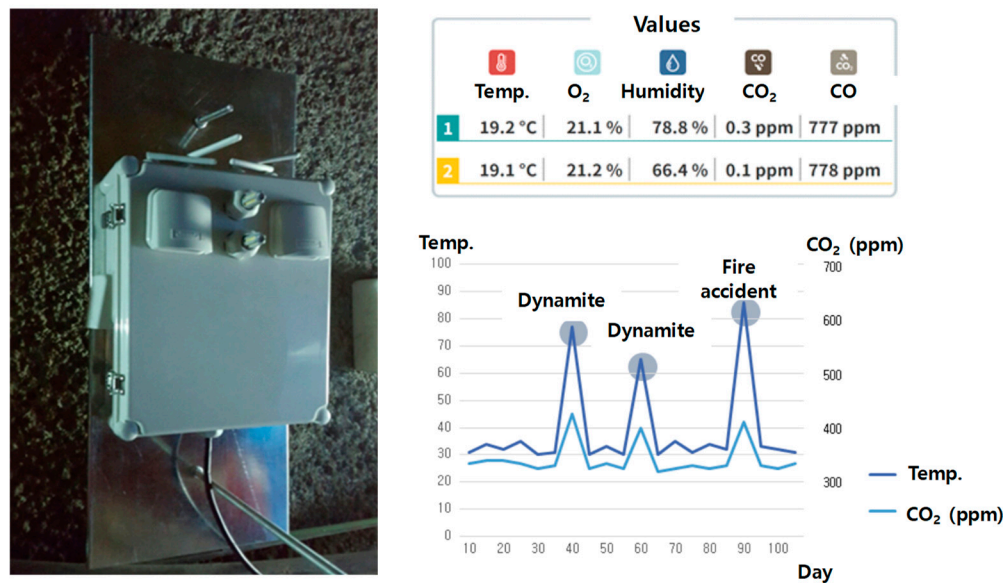 Values
CO
CO₂
Temp. O₂ Humidity CO₂ CO
1 19.2 °C 21.1 % 78.8 % 0.3 ppm 777 ppm
2 19.1 °C 21.2 % 66.4 % 0.1 ppm 778 ppm
Temp.
CO₂ (ppm)
100
90
80
70
60
50
40
30
20
10
0
700
600
500
400
300
Dynamite
Dynamite
Fire
accident
10 20 30 40 50 60 70 80 90 100
Day
Temp.
CO₂ (ppm)